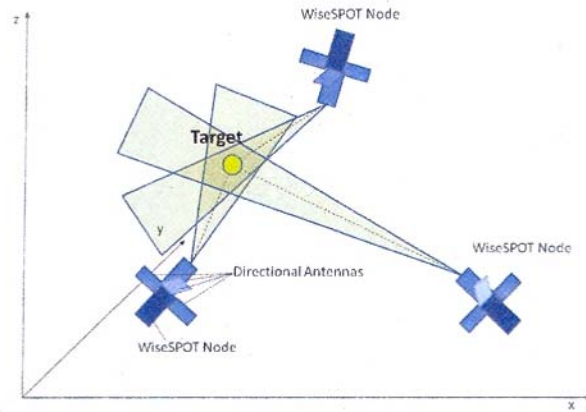 z
WiseSPOT Node
Target
y
WiseSPOT Node
Directional Antennas
WiseSPOT Node
x